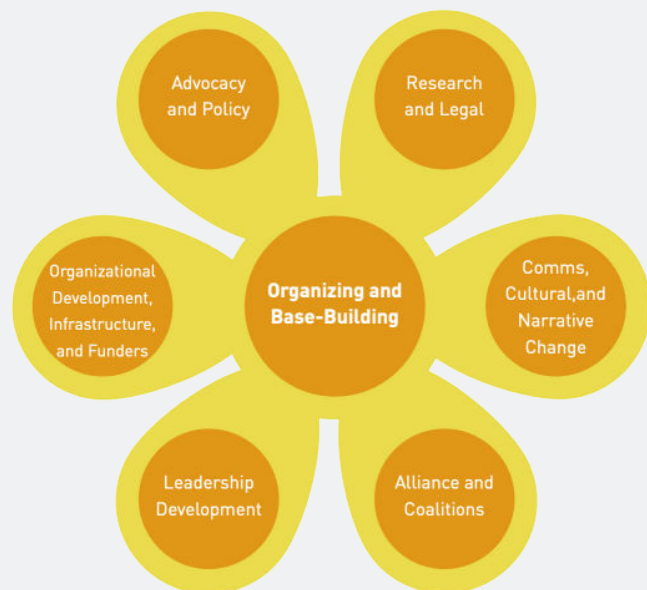 Advocacy
and Policy
Research
and Legal
Organizational
Development,
Infrastructure,
and Funders
Organizing and
Base-Building
Comms,
Cultural,and
Narrative
Change
Leadership
Development
Alliance and
Coalitions